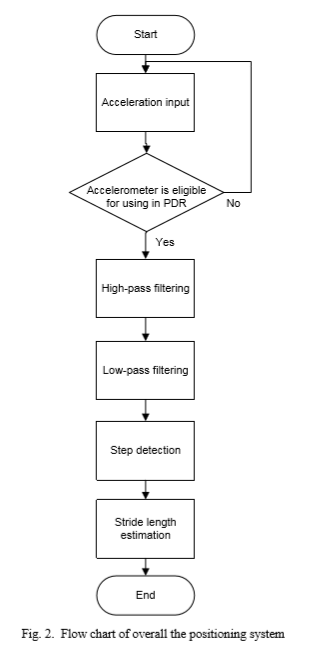 Start
Acceleration input
Accelerometer is eligible
for using in PDR
No
Yes
High-pass filtering
Low-pass filtering
Step detection
Stride length
estimation
End
Fig. 2. Flow chart of overall the positioning system